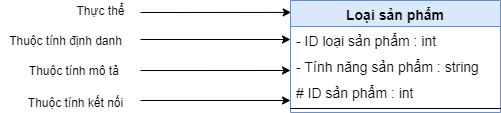 Thực thể
Loại sản phẩm
Thuộc tính định danh
- ID loại sản phẩm : int
Thuộc tính mô tả
- Tính năng sản phẩm : string
Thuộc tính kết nối
# ID sản phẩm : int